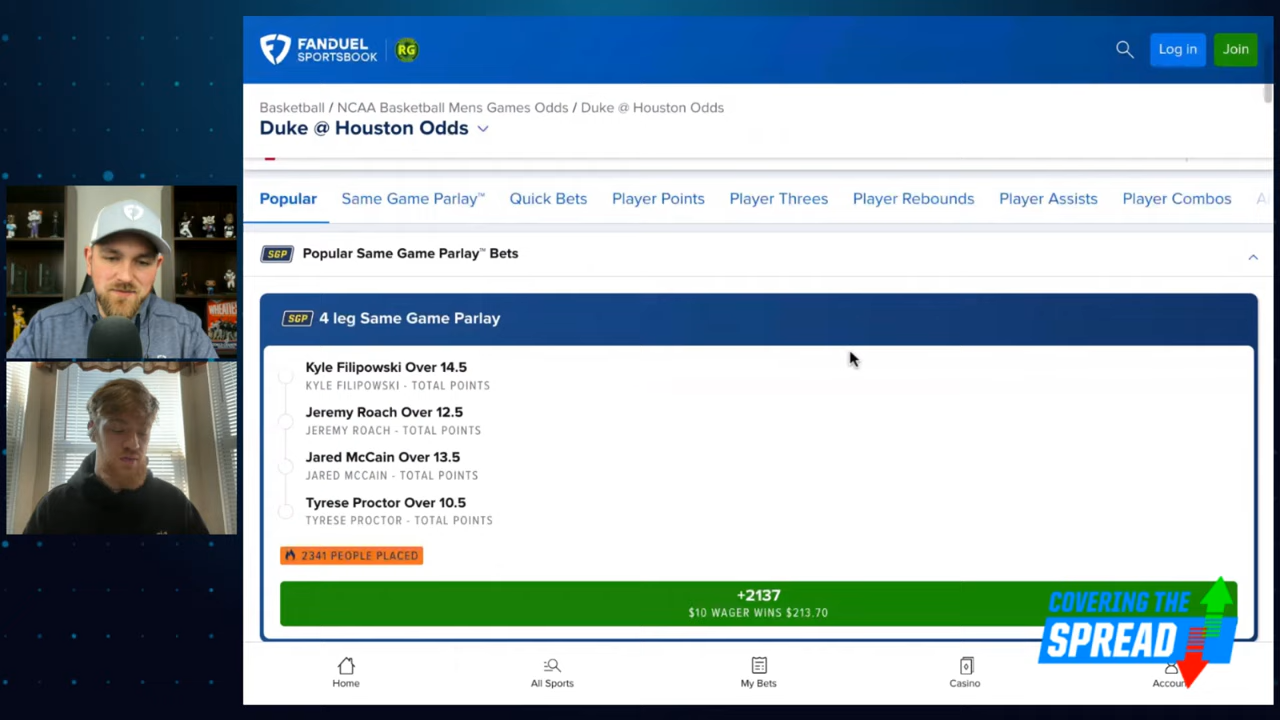 FANDUEL
SPORTSBOOK
RG
Log in
Join
Basketball / NCAA Basketball Mens Games Odds / Duke @ Houston Odds
Duke @ Houston Odds
Popular
Same Game Parlay™
Quick Bets
Player Points
Player Threes
Player Rebounds
Player Assists
Player Combos
SGP
Popular Same Game Parlay™ Bets
SGP
4 leg Same Game Parlay
Kyle Filipowski Over 14.5
KYLE FILIPOWSKI - TOTAL POINTS
Jeremy Roach Over 12.5
JEREMY ROACH - TOTAL POINTS
Jared McCain Over 13.5
JARED MCCAIN - TOTAL POINTS
Tyrese Proctor Over 10.5
TYRESE PROCTOR - TOTAL POINTS
2341 PEOPLE PLACED
+2137
$10 WAGER WINS $213.70
COVERING THE
SPREAD
Home
All Sports
My Bets
Casino
Accoun
WHEATIES